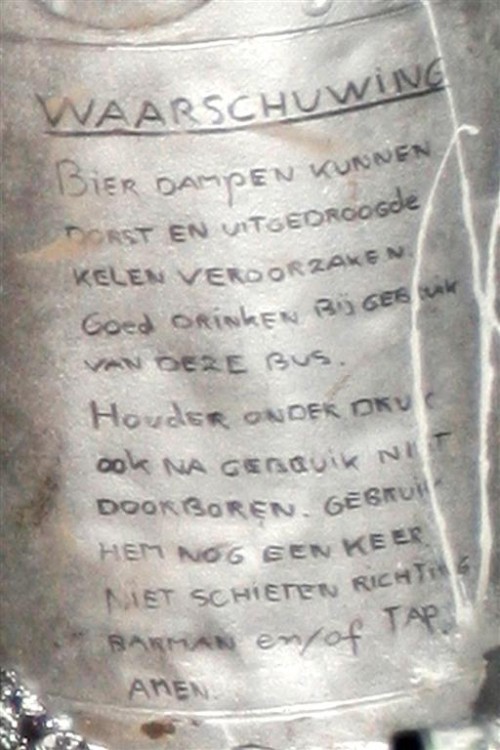 WAARSCHUWING
BIER DAMPEN KUNNEN
DORST EN UITGEDROOGde
KELEN VEROORZAKEN.
Goed DRINKEN Bij GEBRUIK
VAN DEZE BUS.
HOUDER ONDER DRUK
ook NA GEBRUIK NIET
DOORBOREN. GEBRUIK
HEM NOG EEN KEER
NIET SCHIETEN RICHTING
BARMAN en/of TAP.
AMEN.